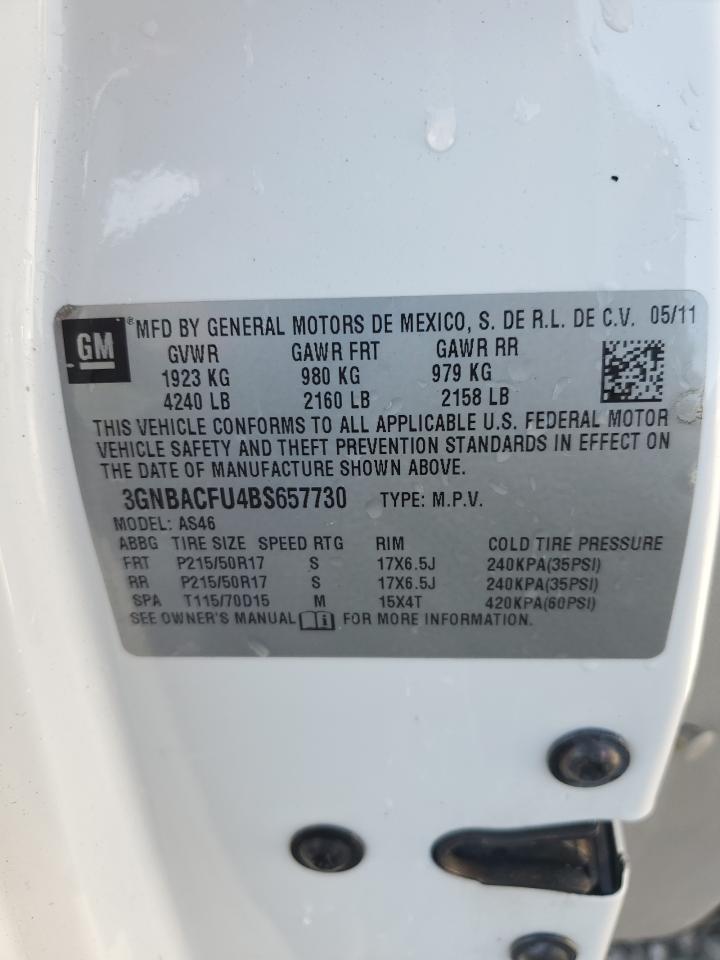 GM ® MFD BY GENERAL MOTORS DE MEXICO, S. DE R.L. DE C.V. 05/11
GVWR GAWR FRT GAWR RR
1923 KG 980 KG 979 KG
4240 LB 2160 LB 2158 LB
THIS VEHICLE CONFORMS TO ALL APPLICABLE U.S. FEDERAL MOTOR
VEHICLE SAFETY AND THEFT PREVENTION STANDARDS IN EFFECT ON
THE DATE OF MANUFACTURE SHOWN ABOVE.
3GNBACFU4BS657730 TYPE: M.P.V.
MODEL: AS46
ABBG TIRE SIZE SPEED RTG RIM COLD TIRE PRESSURE
FRT P215/50R17 S 17X6.5J 240KPA(35PSI)
RR P215/50R17 S 17X6.5J 240KPA(35PSI)
SPA T115/70D15 M 15X4T 420KPA(60PSI)
SEE OWNER'S MANUAL i FOR MORE INFORMATION.